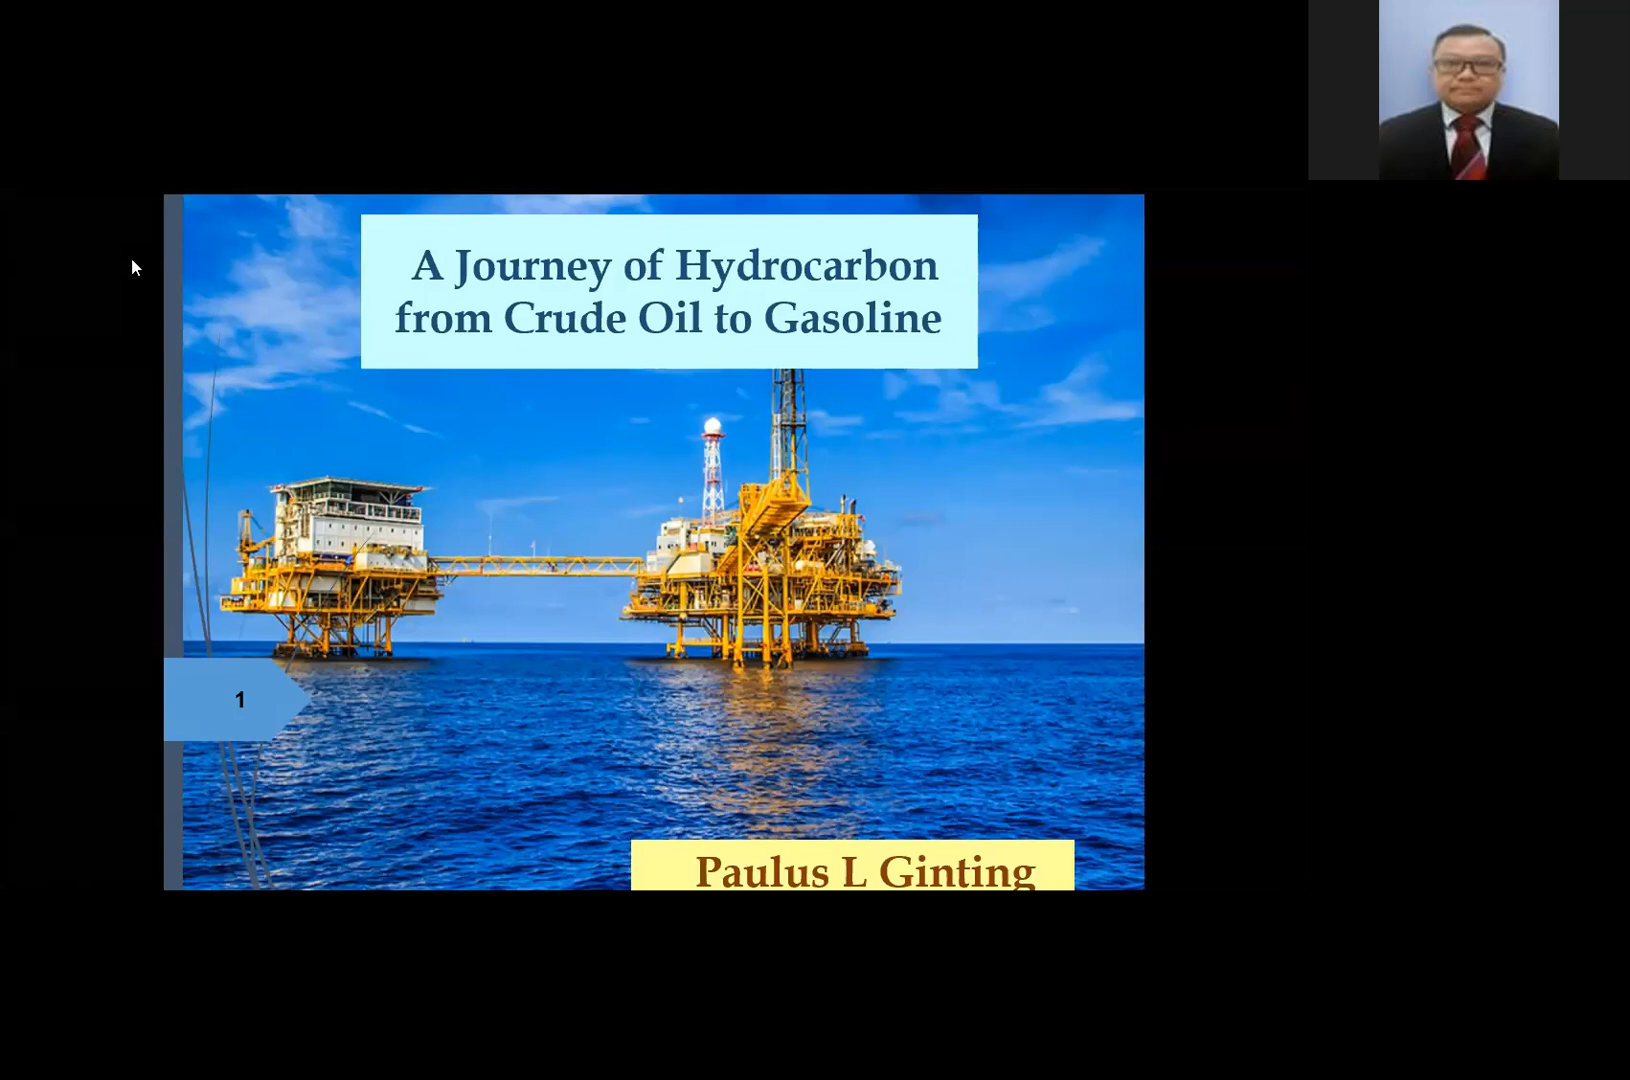 A Journey of Hydrocarbon
from Crude Oil to Gasoline
1
Paulus L Ginting